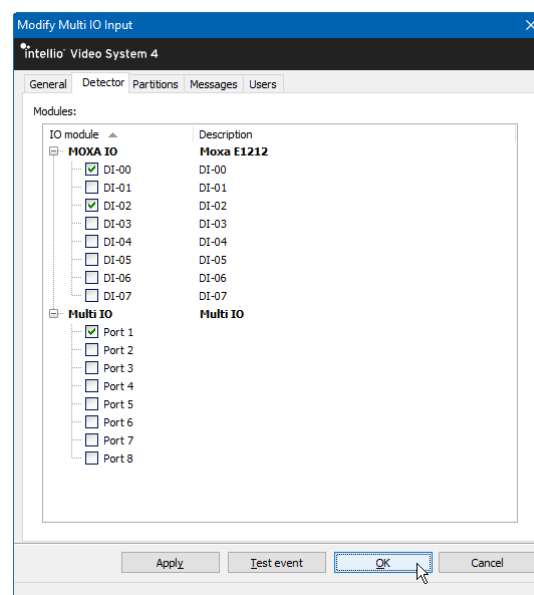 Modify Multi IO Input
intellio Video System 4
General Detector Partitions Messages Users
Modules:
IO module Description
MOXA IO Moxa E1212
DI-00 DI-00
DI-01 DI-01
DI-02 DI-02
DI-03 DI-03
DI-04 DI-04
DI-05 DI-05
DI-06 DI-06
DI-07 DI-07
Multi IO Multi IO
Port 1
Port 2
Port 3
Port 4
Port 5
Port 6
Port 7
Port 8
Apply Test event OK Cancel